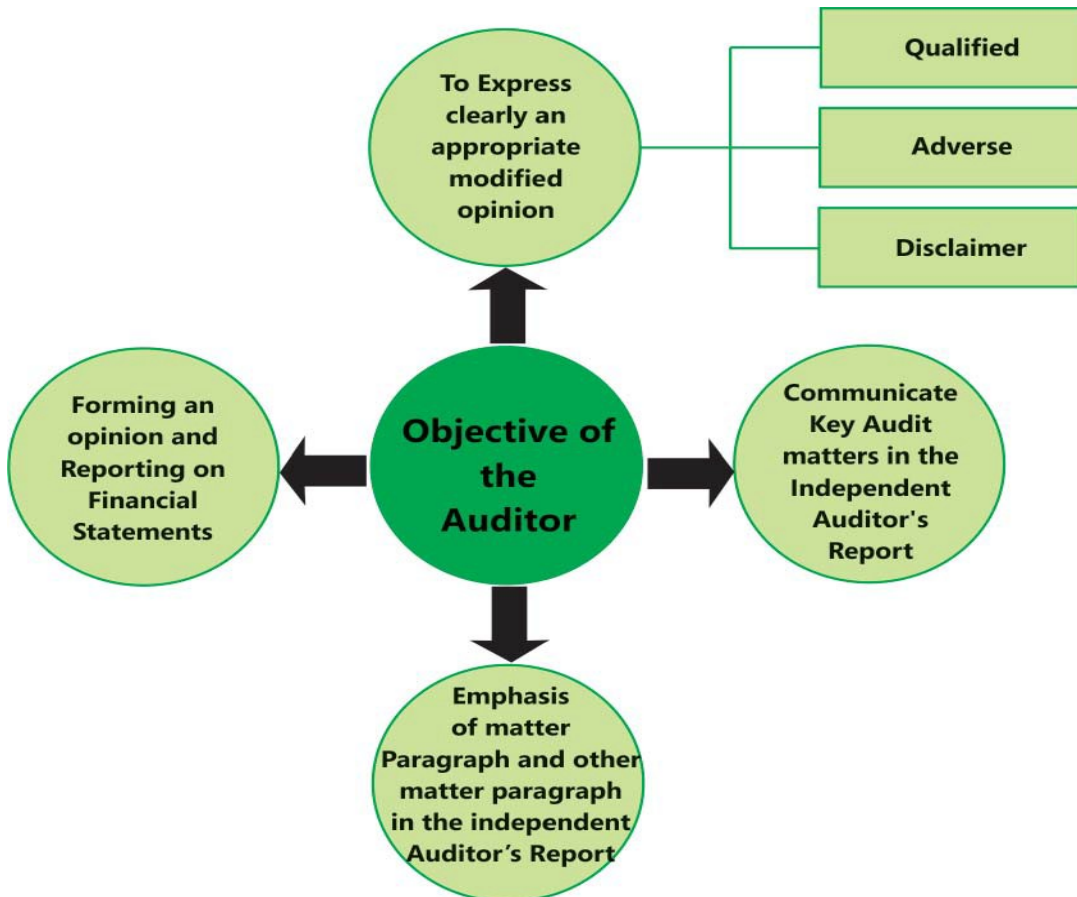 To Express
clearly an
appropriate
modified
opinion
Qualified
Adverse
Disclaimer
Forming an
opinion and
Reporting on
Financial
Statements
Objective of
the
Auditor
Communicate
Key Audit
matters in the
Independent
Auditor's
Report
Emphasis
of matter
Paragraph and other
matter paragraph
in the independent
Auditor’s Report